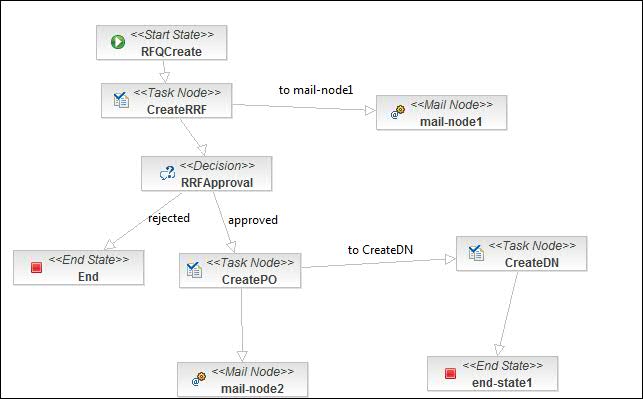 <<Start State>>
RFQCreate
<<Task Node>>
CreateRRF
to mail-node1
<<Mail Node>>
mail-node1
<<Decision>>
RRFApproval
rejected
approved
<<End State>>
End
<<Task Node>>
CreatePO
to CreateDN
<<Task Node>>
CreateDN
<<Mail Node>>
mail-node2
<<End State>>
end-state1